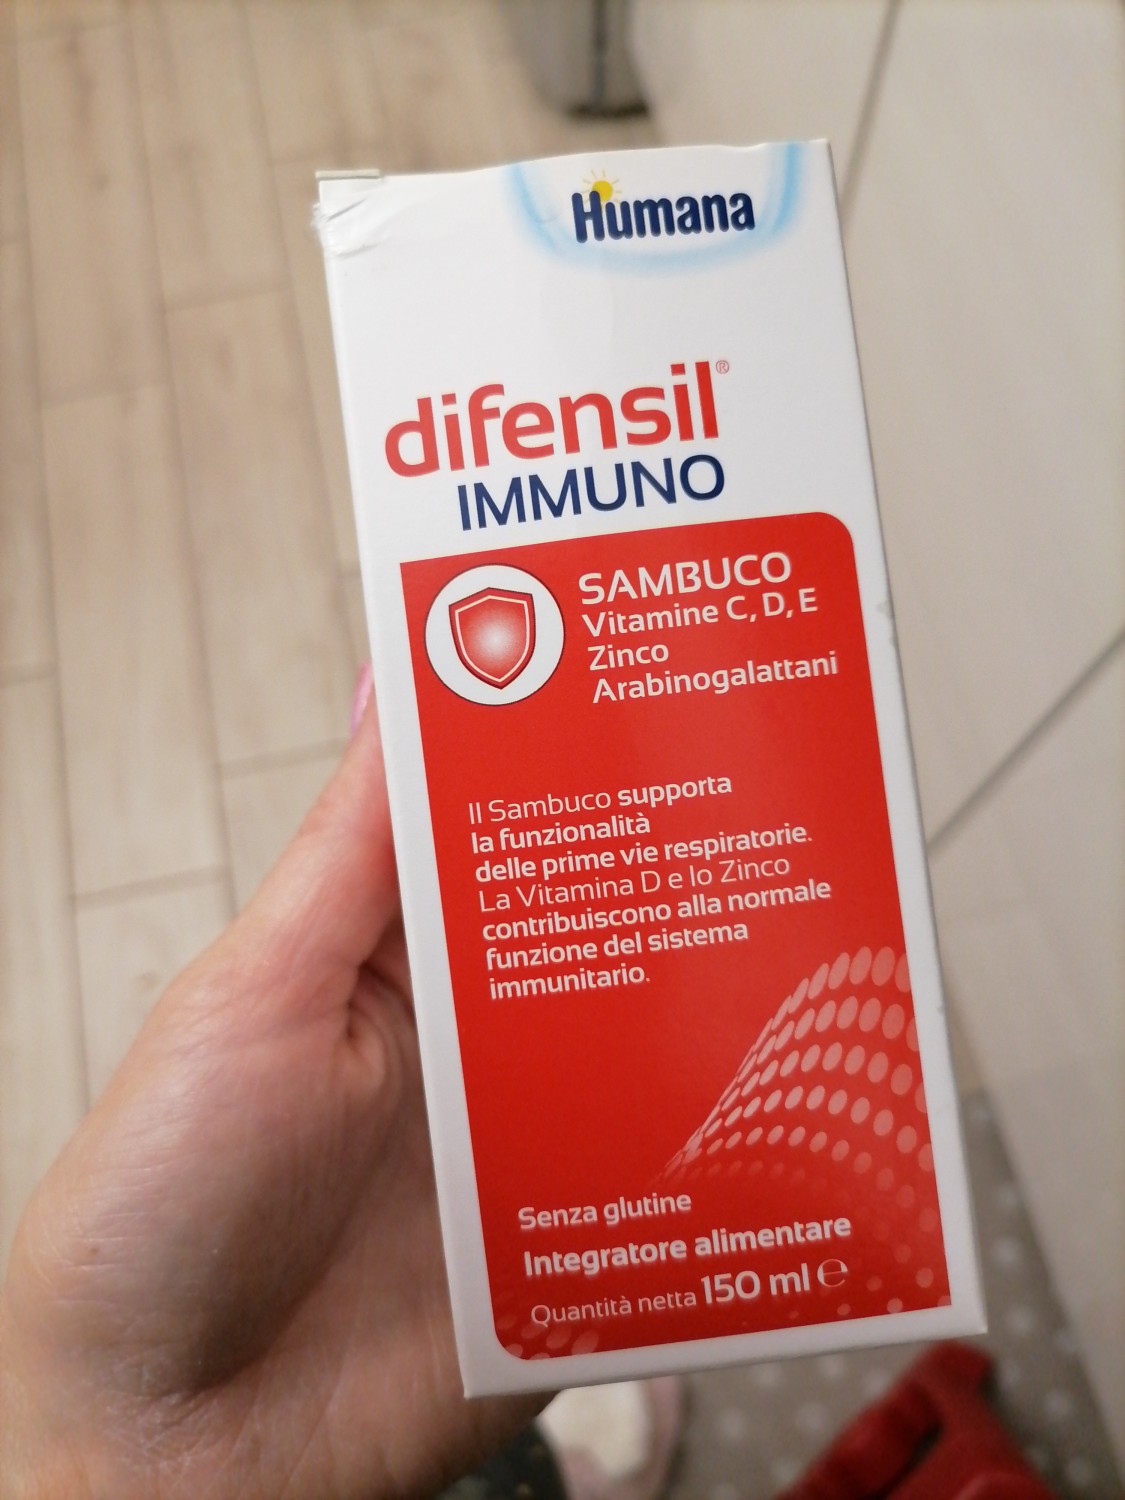 Humana
difensil®
IMMUNO
SAMBUCO
Vitamine C, D, E
Zinco
Arabinogalattani
Il Sambuco supporta
la funzionalità
delle prime vie respiratorie.
La Vitamina D e lo Zinco
contribuiscono alla normale
funzione del sistema
immunitario.
Senza glutine
Integratore alimentare
Quantità netta 150 ml ℮